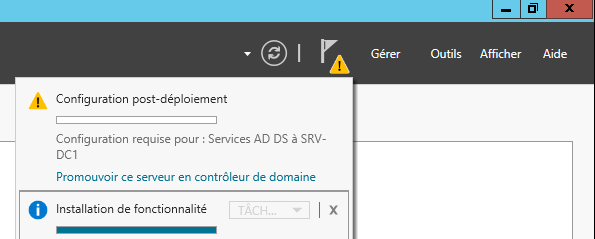 Gérer Outils Afficher Aide
Configuration post-déploiement
Configuration requise pour : Services AD DS à SRV-
DC1
Promouvoir ce serveur en contrôleur de domaine
Installation de fonctionnalité TÂCH... X